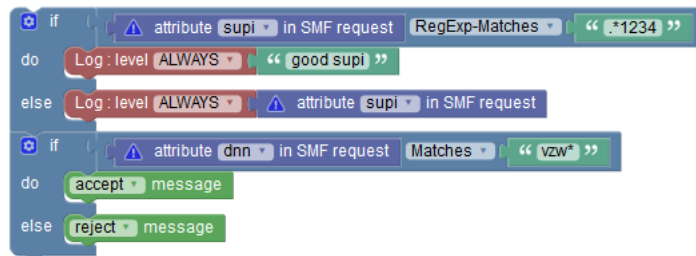 if attribute supi in SMF request RegExp-Matches “ .*1234 ”
do Log : level ALWAYS “ good supi ”
else Log : level ALWAYS attribute supi in SMF request
if attribute dnn in SMF request Matches “ vzw* ”
do accept message
else reject message